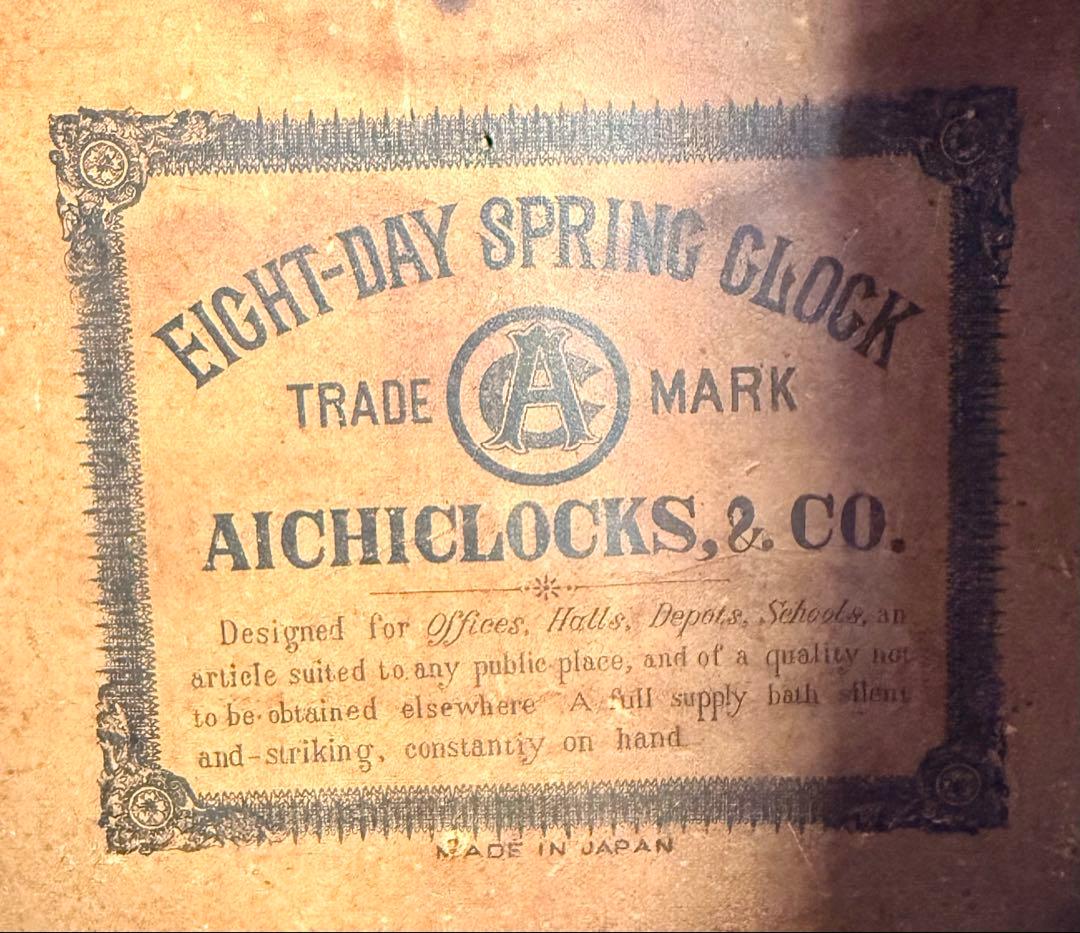 EIGHT-DAY SPRING CLOCK
TRADE AC MARK
AICHICLOCKS, & CO.
Designed for Offices, Halls, Depots, Schools, an
article suited to any public place, and of a quality not
to be obtained elsewhere A full supply bath silent
and-striking, constantiy on hand
MADE IN JAPAN